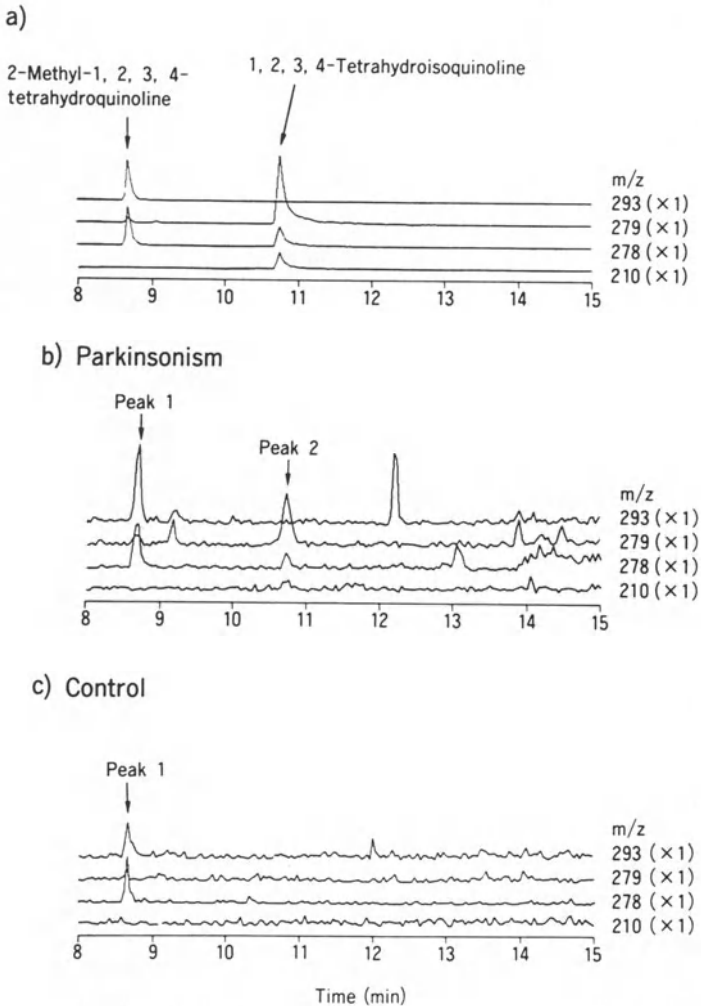 a)
2-Methyl-1, 2, 3, 4-
tetrahydroquinoline
1, 2, 3, 4-Tetrahydroisoquinoline
m/z
293 (×1)
279 (×1)
278 (×1)
210 (×1)
8 9 10 11 12 13 14 15
b) Parkinsonism
Peak 1
Peak 2
m/z
293 (×1)
279 (×1)
278 (×1)
210 (×1)
8 9 10 11 12 13 14 15
c) Control
Peak 1
m/z
293 (×1)
279 (×1)
278 (×1)
210 (×1)
8 9 10 11 12 13 14 15
Time (min)